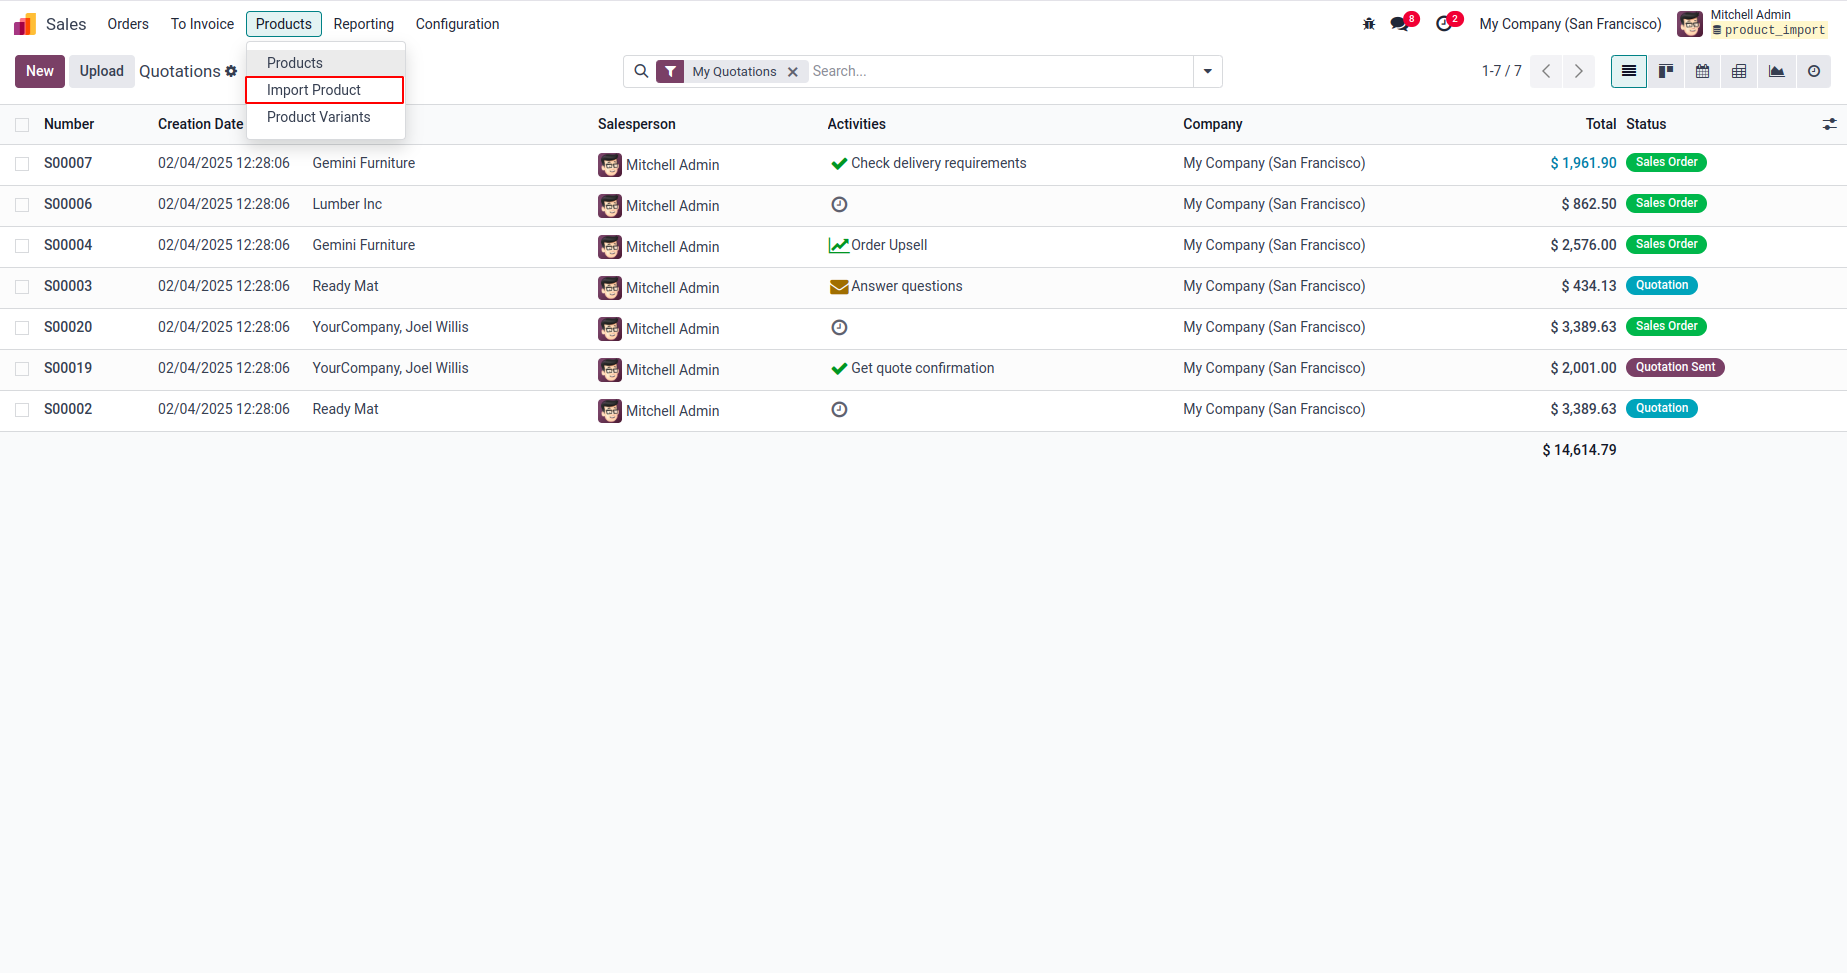 Sales Orders To Invoice Products Reporting Configuration 8 2 My Company (San Francisco) Mitchell Admin
product_import
New Upload Quotations My Quotations Search... 1-7 / 7
Products
Import Product
Product Variants
Number Creation Date Salesperson Activities Company Total Status
S00007 02/04/2025 12:28:06 Gemini Furniture Mitchell Admin Check delivery requirements My Company (San Francisco) $ 1,961.90 Sales Order
S00006 02/04/2025 12:28:06 Lumber Inc Mitchell Admin My Company (San Francisco) $ 862.50 Sales Order
S00004 02/04/2025 12:28:06 Gemini Furniture Mitchell Admin Order Upsell My Company (San Francisco) $ 2,576.00 Sales Order
S00003 02/04/2025 12:28:06 Ready Mat Mitchell Admin Answer questions My Company (San Francisco) $ 434.13 Quotation
S00020 02/04/2025 12:28:06 YourCompany, Joel Willis Mitchell Admin My Company (San Francisco) $ 3,389.63 Sales Order
S00019 02/04/2025 12:28:06 YourCompany, Joel Willis Mitchell Admin Get quote confirmation My Company (San Francisco) $ 2,001.00 Quotation Sent
S00002 02/04/2025 12:28:06 Ready Mat Mitchell Admin My Company (San Francisco) $ 3,389.63 Quotation
$ 14,614.79